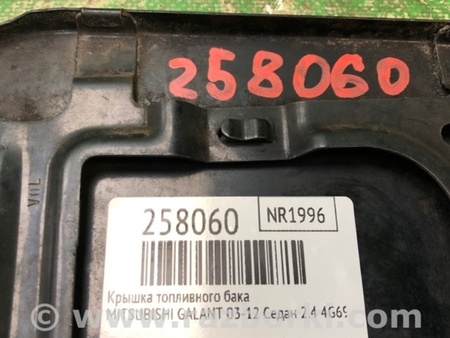 258060
258060
NR1996
Крышка топливного бака
MITSUBISHI GALANT 03-12 Седан 2.4 4G69